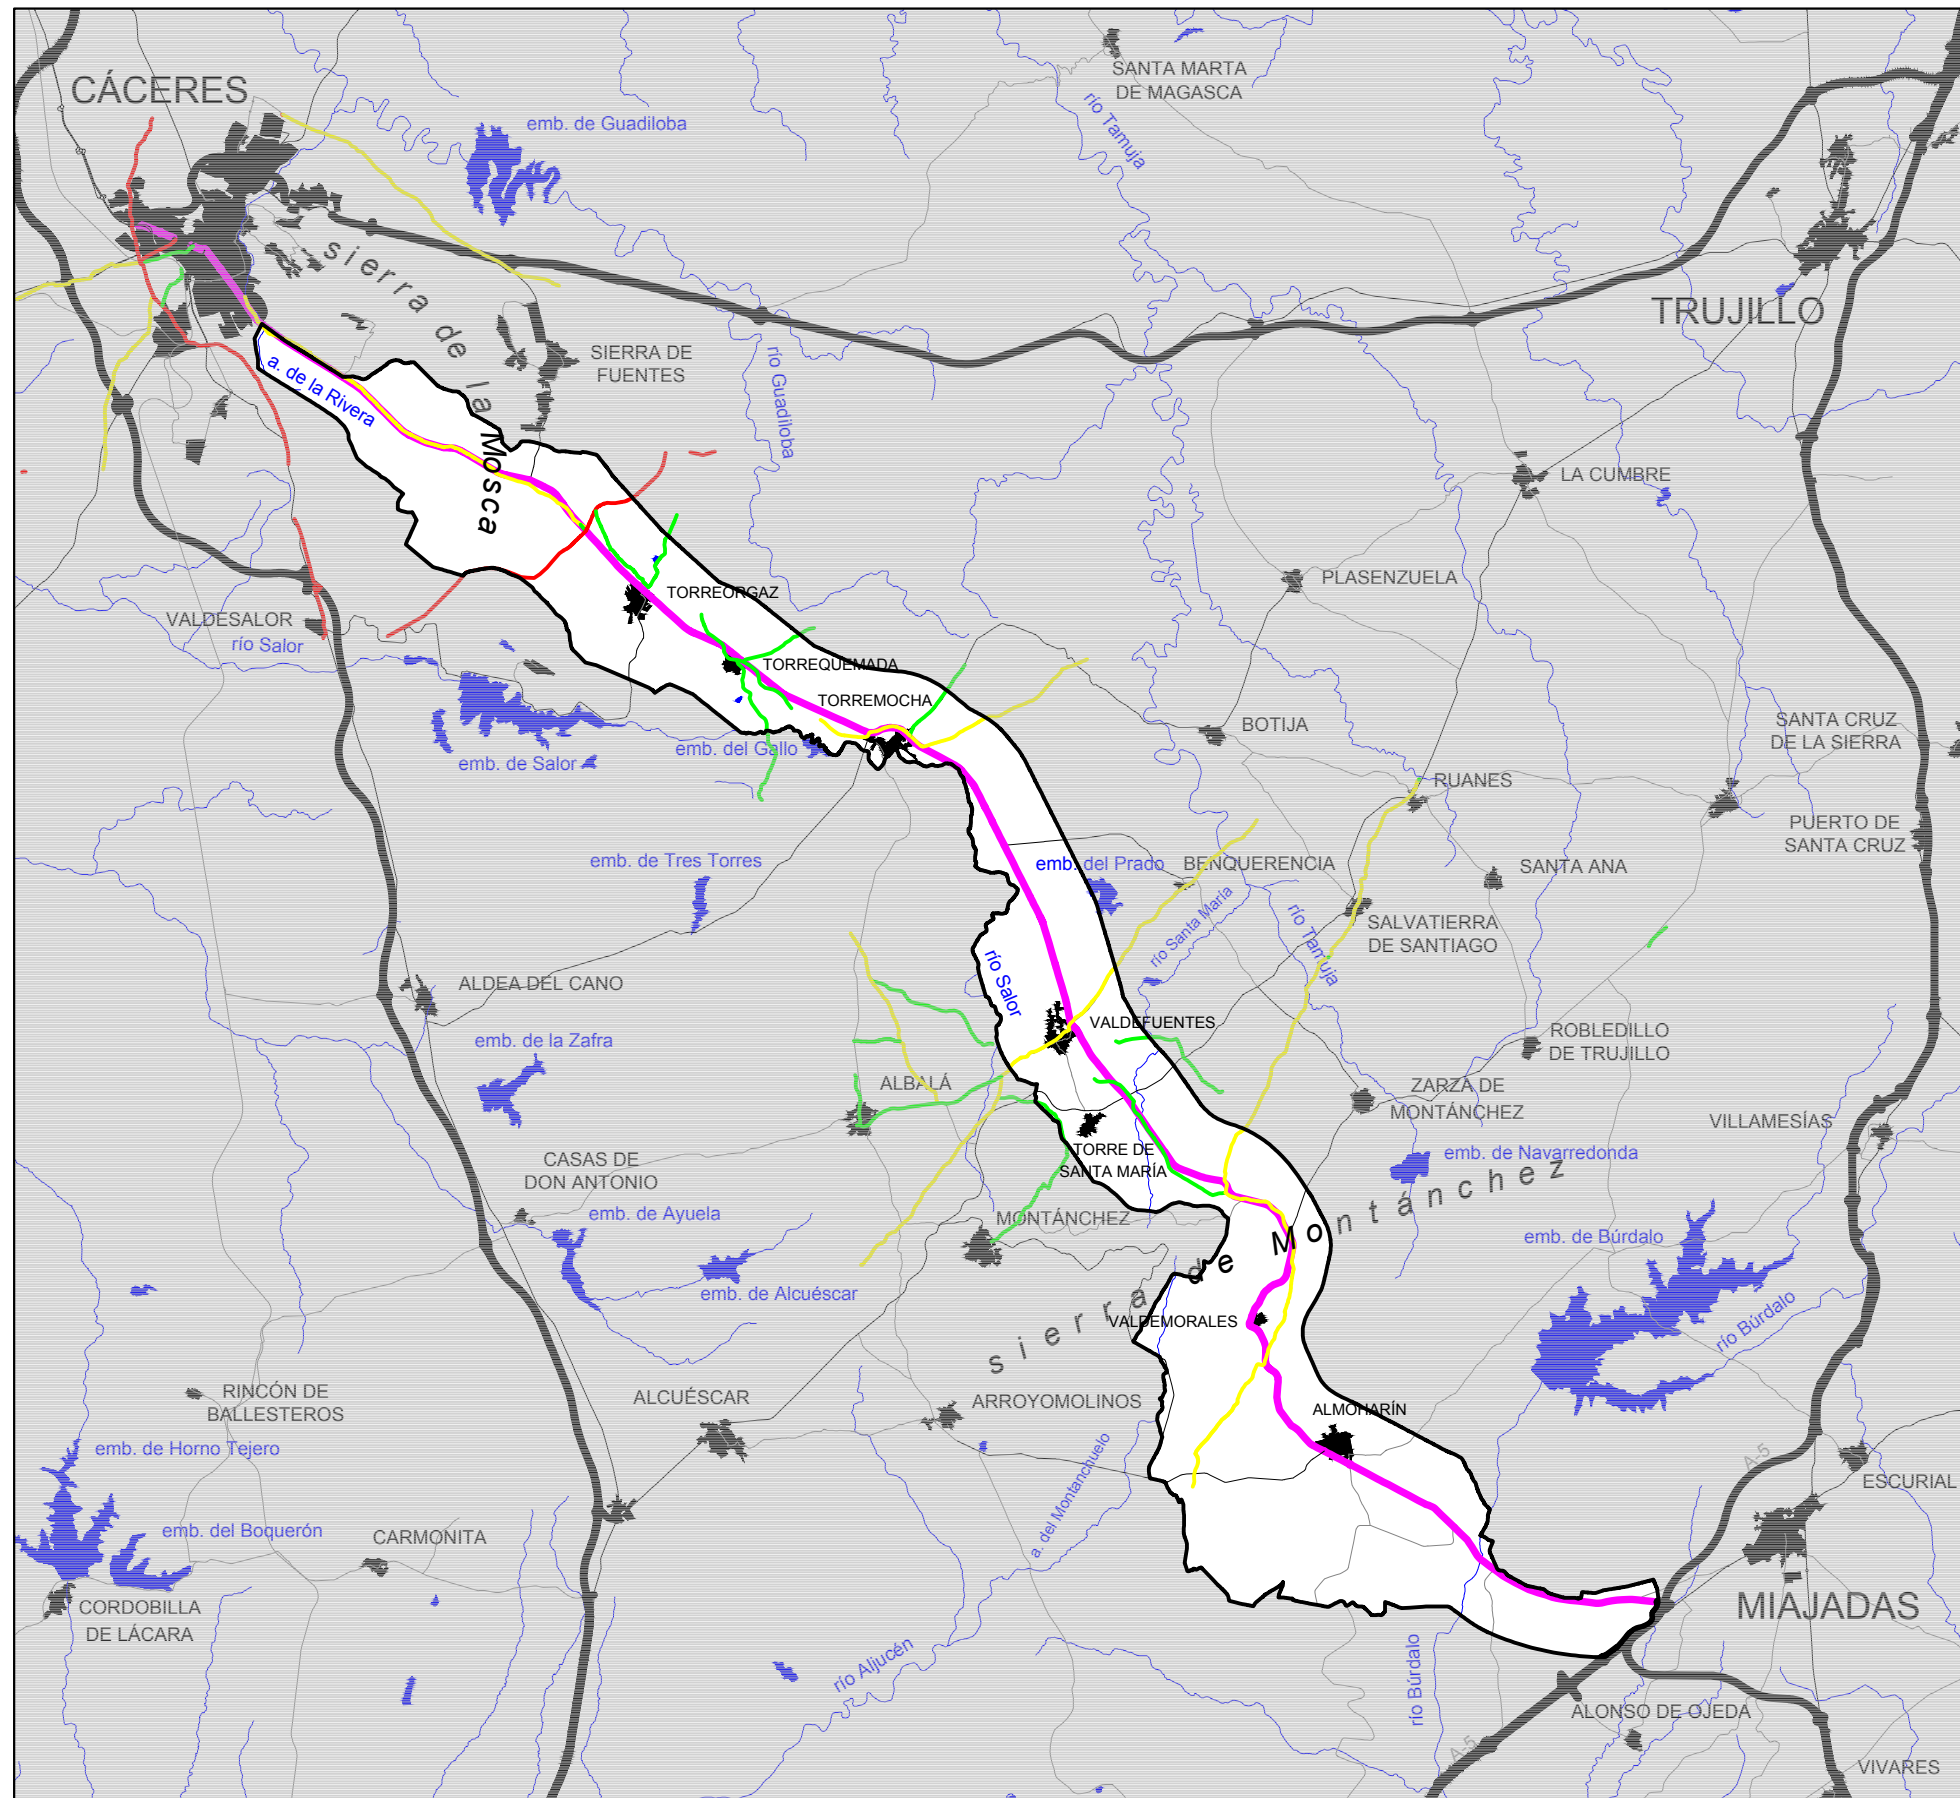 CÁCERES
emb. de Guadiloba
SANTA MARTA
DE MAGASCA
río Tamuja
sierra de la Mosca
TRUJILLO
SIERRA DE
FUENTES
río Guadiloba
a. de la Rivera
LA CUMBRE
PLASENZUELA
TORREORGAZ
VALDESALOR
río Salor
TORREQUEMADA
TORREMOCHA
emb. del Gallo
emb. de Salor
BOTIJA
SANTA CRUZ
DE LA SIERRA
RUANES
PUERTO DE
SANTA CRUZ
emb. de Tres Torres
emb. del Prado
BENQUERENCIA
SANTA ANA
río Santa María
río Tamuja
SALVATIERRA
DE SANTIAGO
río Salor
ALDEA DEL CANO
VALDEFUENTES
ROBLEDILLO
DE TRUJILLO
emb. de la Zafra
ALBALÁ
ZARZA DE
MONTÁNCHEZ
VILLAMESÍAS
CASAS DE
DON ANTONIO
TORRE DE
SANTA MARÍA
emb. de Navarredonda
emb. de Ayuela
MONTÁNCHEZ
sierra de Montánchez
emb. de Búrdalo
emb. de Alcuéscar
VALDEMORALES
río Búrdalo
RINCÓN DE
BALLESTEROS
ALCUÉSCAR
ARROYOMOLINOS
ALMOHARÍN
emb. de Horno Tejero
a. del Montanchuelo
A-5
ESCURIAL
emb. del Boquerón
CARMONITA
CORDOBILLA
DE LÁCARA
MIAJADAS
río Aljucén
río Búrdalo
ALONSO DE OJEDA
A-5
VIVARES